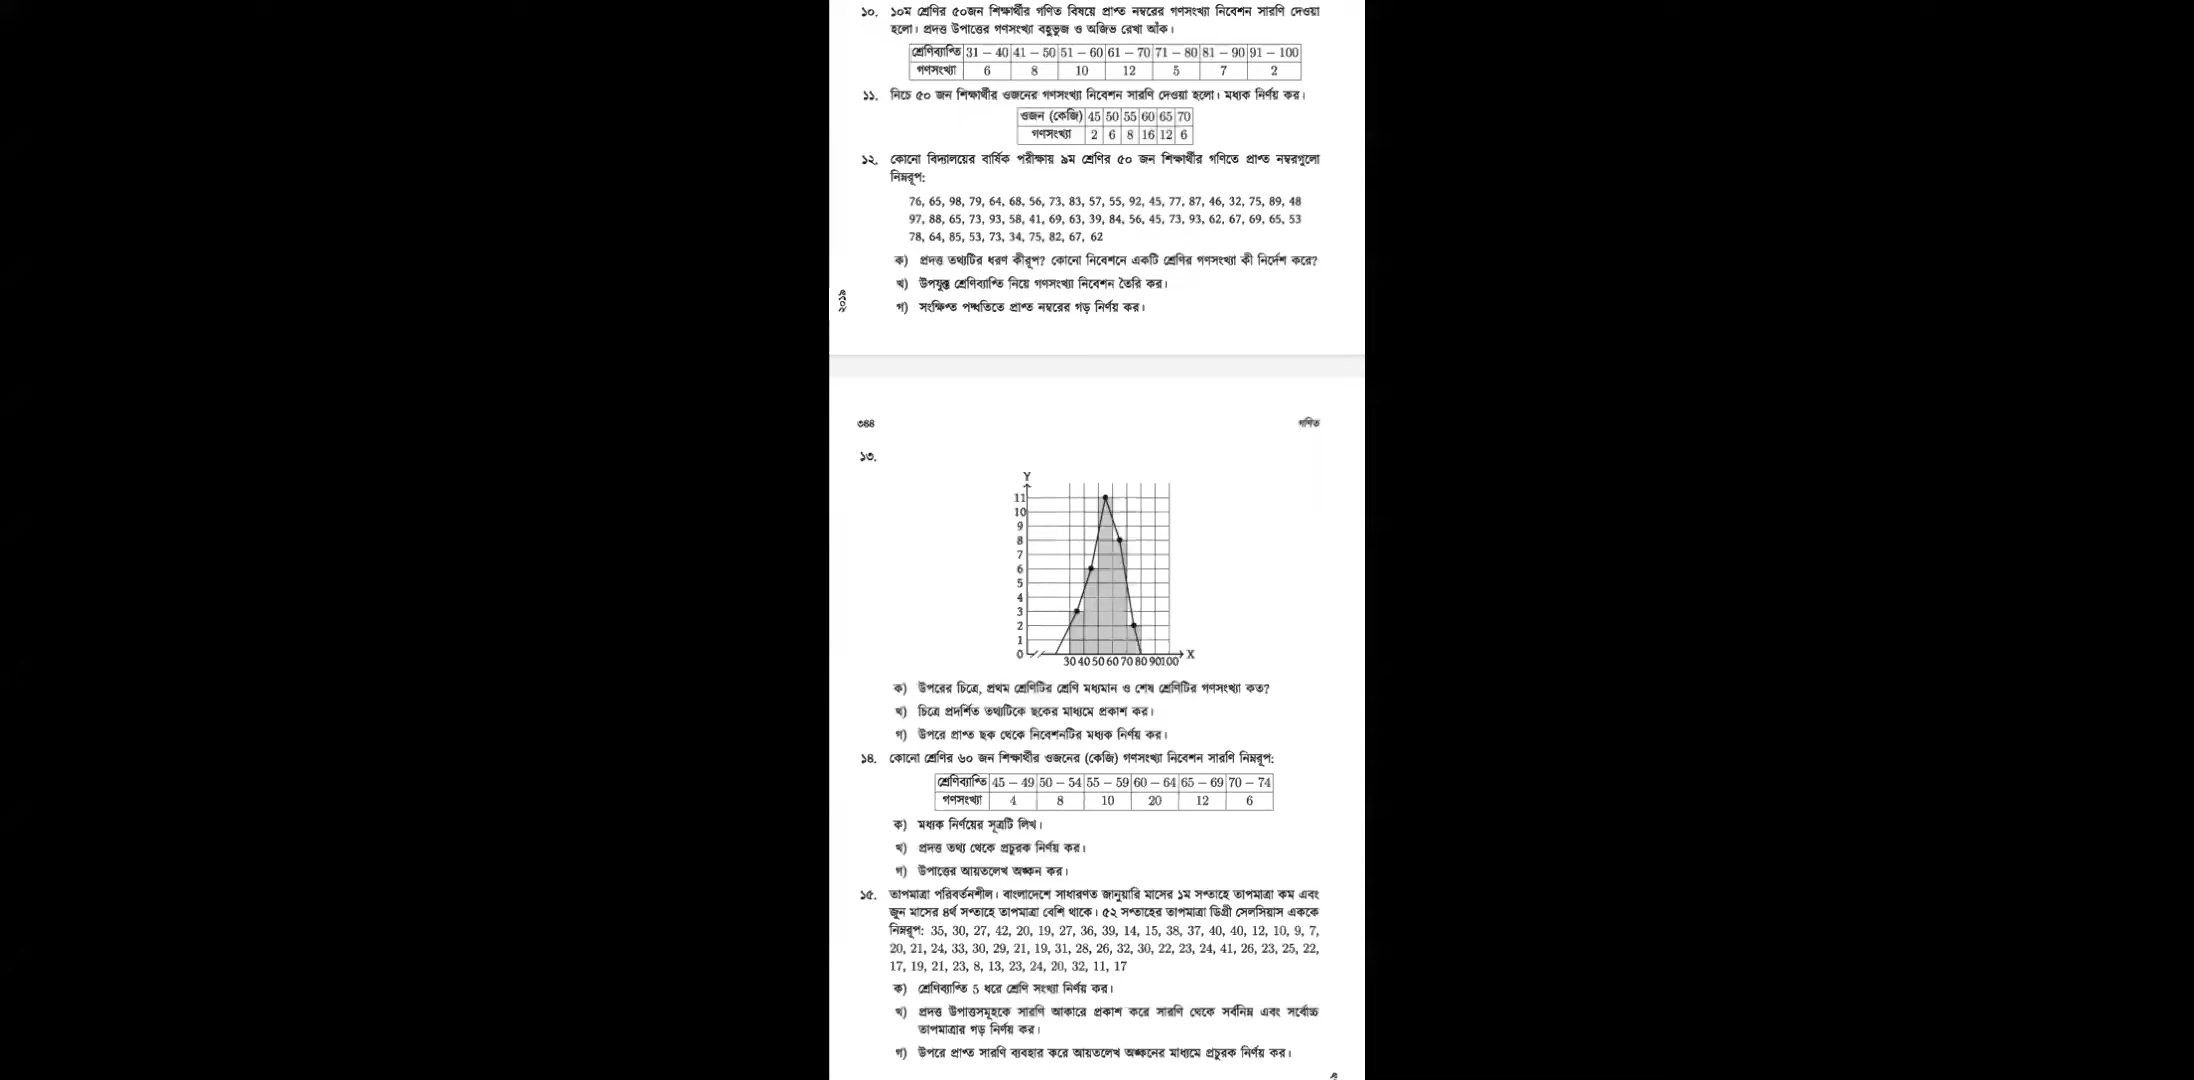 ১০. ১০ম শ্রেণির ৫০জন শিক্ষার্থীর গণিত বিষয়ে প্রাপ্ত নম্বরের গণসংখ্যা নিবেশন সারণি দেওয়া
হলো। প্রদত্ত উপাত্তের গণসংখ্যা বহুভুজ ও অজিভ রেখা আঁক।
শ্রেণিব্যাপ্তি 31 – 40 41 – 50 51 – 60 61 – 70 71 – 80 81 – 90 91 – 100
গণসংখ্যা 6 8 10 12 5 7 2
১১. নিচে ৫০ জন শিক্ষার্থীর ওজনের গণসংখ্যা নিবেশন সারণি দেওয়া হলো। মধ্যক নির্ণয় কর।
ওজন (কেজি) 45 50 55 60 65 70
গণসংখ্যা 2 6 8 16 12 6
১২. কোনো বিদ্যালয়ের বার্ষিক পরীক্ষায় ৯ম শ্রেণির ৫০ জন শিক্ষার্থীর গণিতে প্রাপ্ত নম্বরগুলো
নিম্নরূপ:
76, 65, 98, 79, 64, 68, 56, 73, 83, 57, 55, 92, 45, 77, 87, 46, 32, 75, 89, 48
97, 88, 65, 73, 93, 58, 41, 69, 63, 39, 84, 56, 45, 73, 93, 62, 67, 69, 65, 53
78, 64, 85, 53, 73, 34, 75, 82, 67, 62
ক) প্রদত্ত তথ্যটির ধরণ কীরূপ? কোনো নিবেশনে একটি শ্রেণির গণসংখ্যা কী নির্দেশ করে?
খ) উপযুক্ত শ্রেণিব্যাপ্তি নিয়ে গণসংখ্যা নিবেশন তৈরি কর।
গ) সংক্ষিপ্ত পদ্ধতিতে প্রাপ্ত নম্বরের গড় নির্ণয় কর।
২০১৯
৩৪৪ গণিত
১৩.
Y
11
10
9
8
7
6
5
4
3
2
1
0 X
30 40 50 60 70 80 90 100
ক) উপরের চিত্রে, প্রথম শ্রেণিটির শ্রেণি মধ্যমান ও শেষ শ্রেণিটির গণসংখ্যা কত?
খ) চিত্রে প্রদর্শিত তথ্যটিকে ছকের মাধ্যমে প্রকাশ কর।
গ) উপরে প্রাপ্ত ছক থেকে নিবেশনটির মধ্যক নির্ণয় কর।
১৪. কোনো শ্রেণির ৬০ জন শিক্ষার্থীর ওজনের (কেজি) গণসংখ্যা নিবেশন সারণি নিম্নরূপ:
শ্রেণিব্যাপ্তি 45 – 49 50 – 54 55 – 59 60 – 64 65 – 69 70 – 74
গণসংখ্যা 4 8 10 20 12 6
ক) মধ্যক নির্ণয়ের সূত্রটি লিখ।
খ) প্রদত্ত তথ্য থেকে প্রচুরক নির্ণয় কর।
গ) উপাত্তের আয়তলেখ অঙ্কন কর।
১৫. তাপমাত্রা পরিবর্তনশীল। বাংলাদেশে সাধারণত জানুয়ারি মাসের ১ম সপ্তাহে তাপমাত্রা কম এবং
জুন মাসের ৪র্থ সপ্তাহে তাপমাত্রা বেশি থাকে। ৫২ সপ্তাহের তাপমাত্রা ডিগ্রী সেলসিয়াস এককে
নিম্নরূপ: 35, 30, 27, 42, 20, 19, 27, 36, 39, 14, 15, 38, 37, 40, 40, 12, 10, 9, 7,
20, 21, 24, 33, 30, 29, 21, 19, 31, 28, 26, 32, 30, 22, 23, 24, 41, 26, 23, 25, 22,
17, 19, 21, 23, 8, 13, 23, 24, 20, 32, 11, 17
ক) শ্রেণিব্যাপ্তি 5 ধরে শ্রেণি সংখ্যা নির্ণয় কর।
খ) প্রদত্ত উপাত্তসমূহকে সারণি আকারে প্রকাশ করে সারণি থেকে সর্বনিম্ন এবং সর্বোচ্চ
তাপমাত্রার গড় নির্ণয় কর।
গ) উপরে প্রাপ্ত সারণি ব্যবহার করে আয়তলেখ অঙ্কনের মাধ্যমে প্রচুরক নির্ণয় কর।